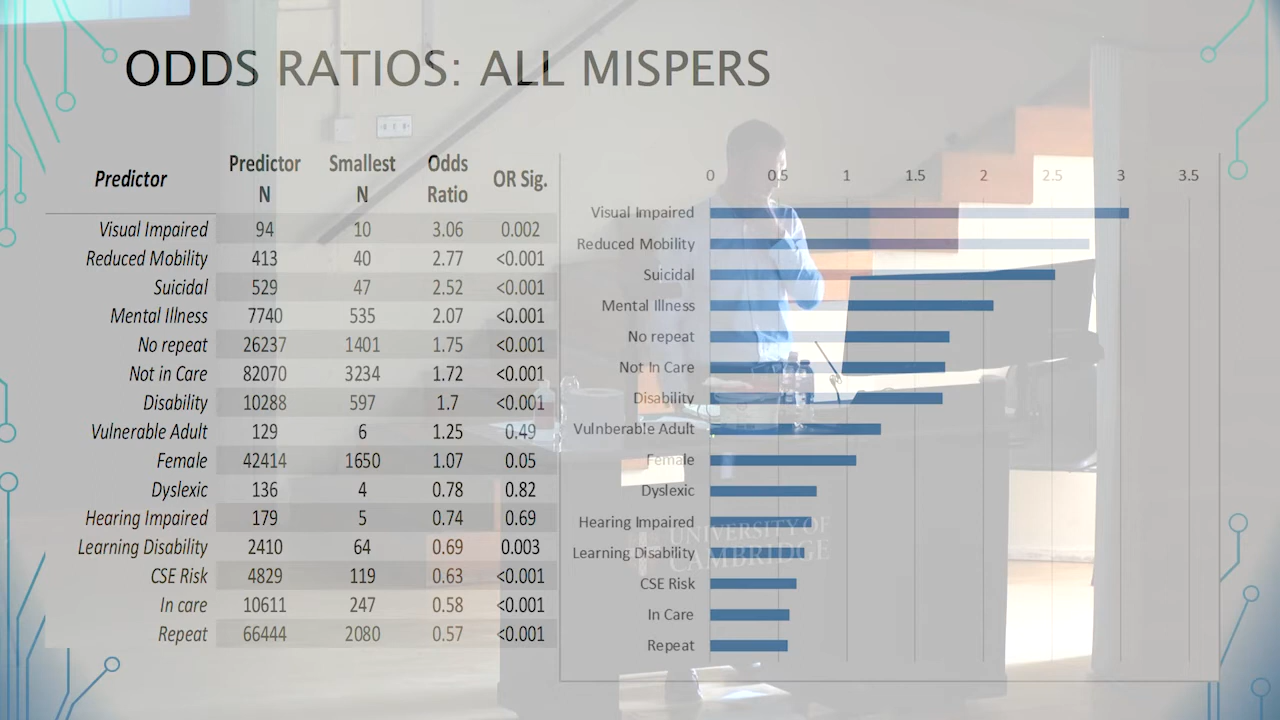 ODDS RATIOS: ALL MISPERS
Predictor Predictor N Smallest N Odds Ratio OR Sig.
Visual Impaired 94 10 3.06 0.002
Reduced Mobility 413 40 2.77 <0.001
Suicidal 529 47 2.52 <0.001
Mental Illness 7740 535 2.07 <0.001
No repeat 26237 1401 1.75 <0.001
Not in Care 82070 3234 1.72 <0.001
Disability 10288 597 1.7 <0.001
Vulnerable Adult 129 6 1.25 0.49
Female 42414 1650 1.07 0.05
Dyslexic 136 4 0.78 0.82
Hearing Impaired 179 5 0.74 0.69
Learning Disability 2410 64 0.69 0.003
CSE Risk 4829 119 0.63 <0.001
In care 10611 247 0.58 <0.001
Repeat 66444 2080 0.57 <0.001
0 0.5 1 1.5 2 2.5 3 3.5
Visual Impaired
Reduced Mobility
Suicidal
Mental Illness
No repeat
Not In Care
Disability
Vulnberable Adult
Female
Dyslexic
Hearing Impaired
Learning Disability
CSE Risk
In Care
Repeat
UNIVERSITY OF
CAMBRIDGE